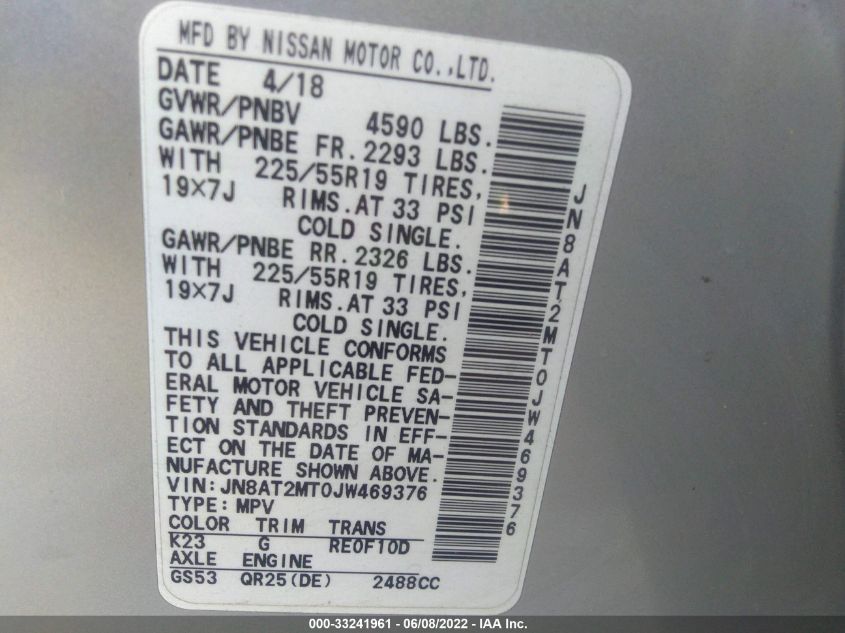 MFD BY NISSAN MOTOR CO.,LTD.
DATE 4/18
GVWR/PNBV 4590 LBS.
GAWR/PNBE FR.2293 LBS.
WITH 225/55R19 TIRES,
19X7J RIMS.AT 33 PSI
COLD SINGLE.
GAWR/PNBE RR.2326 LBS.
WITH 225/55R19 TIRES,
19X7J RIMS.AT 33 PSI
COLD SINGLE.
THIS VEHICLE CONFORMS
TO ALL APPLICABLE FED-
ERAL MOTOR VEHICLE SA-
FETY AND THEFT PREVEN-
TION STANDARDS IN EFF-
ECT ON THE DATE OF MA-
NUFACTURE SHOWN ABOVE.
VIN:JN8AT2MT0JW469376
TYPE:MPV
COLOR TRIM TRANS
K23 G RE0F10D
AXLE ENGINE
GS53 QR25(DE) 2488CC
JN8AT2MT0JW469376
000-33241961 - 06/08/2022 - IAA Inc.